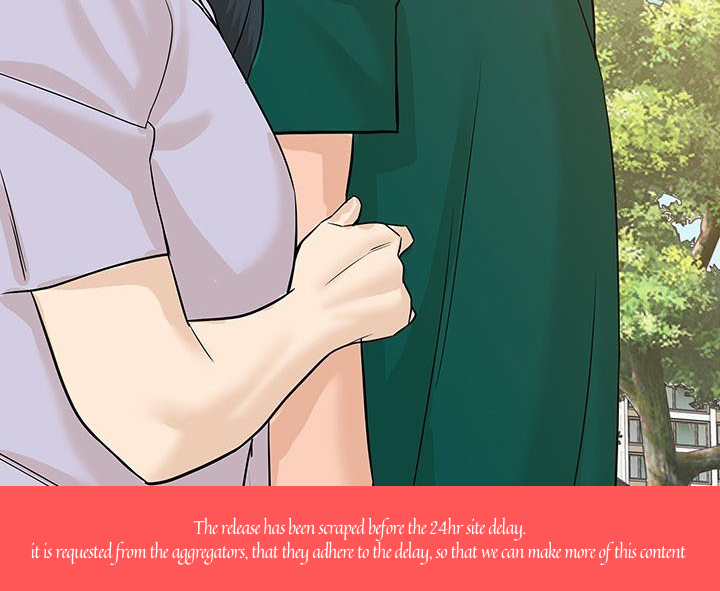 The release has been scraped before the 24hr site delay.
it is requested from the aggregators, that they adhere to the delay, so that we can make more of this content